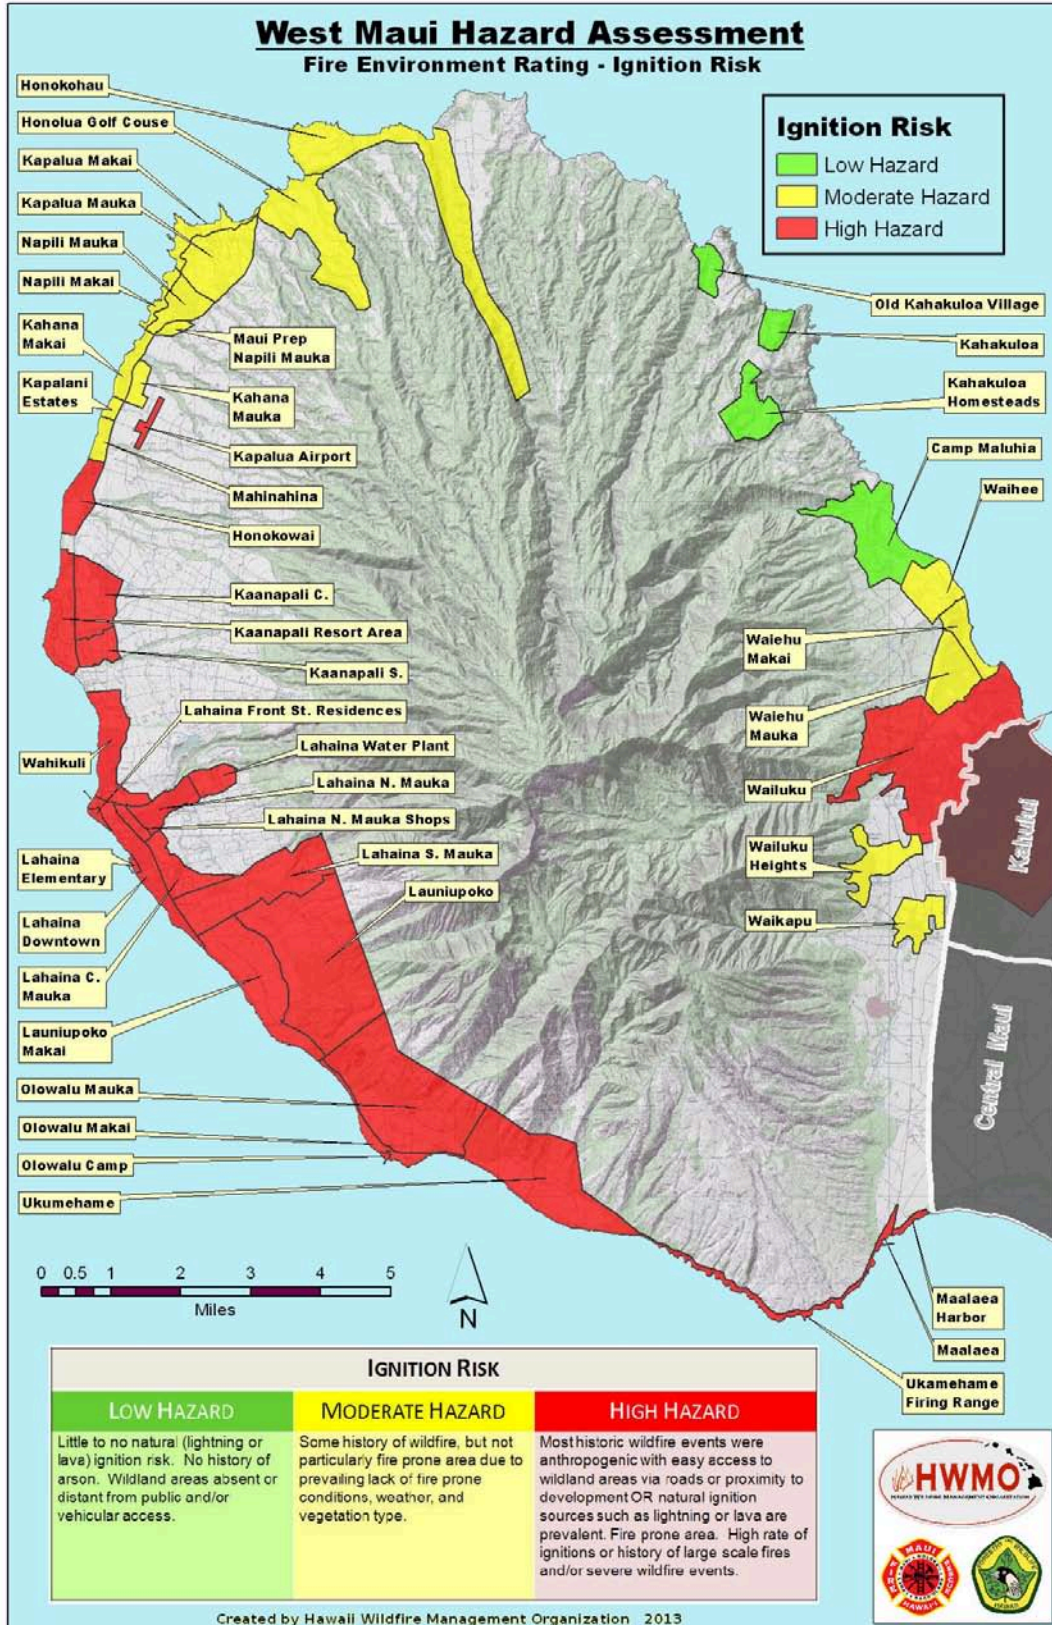 West Maui Hazard Assessment
Fire Environment Rating - Ignition Risk
Honokohau
Honolua Golf Couse
Kapalua Makai
Kapalua Mauka
Napili Mauka
Napili Makai
Kahana
Makai
Kapalani
Estates
Maui Prep
Napili Mauka
Kahana
Mauka
Kapalua Airport
Mahinahina
Honokowai
Kaanapali C.
Kaanapali Resort Area
Kaanapali S.
Lahaina Front St. Residences
Wahikuli
Lahaina Water Plant
Lahaina N. Mauka
Lahaina N. Mauka Shops
Lahaina S. Mauka
Launiupoko
Lahaina
Elementary
Lahaina
Downtown
Lahaina C.
Mauka
Launiupoko
Makai
Olowalu Mauka
Olowalu Makai
Olowalu Camp
Ukumehame
Ignition Risk
Low Hazard
Moderate Hazard
High Hazard
Old Kahakuloa Village
Kahakuloa
Kahakuloa
Homesteads
Camp Maluhia
Waihee
Waiehu
Makai
Waiehu
Mauka
Wailuku
Wailuku
Heights
Waikapu
Kahului
Central Maui
Maalaea
Harbor
Maalaea
Ukamehame
Firing Range
0 0.5 1 2 3 4 5
Miles
N
IGNITION RISK
LOW HAZARD
Little to no natural (lightning or
lava) ignition risk. No history of
arson. Wildland areas absent or
distant from public and/or
vehicular access.
MODERATE HAZARD
Some history of wildfire, but not
particularly fire prone area due to
prevailing lack of fire prone
conditions, weather, and
vegetation type.
HIGH HAZARD
Most historic wildfire events were
anthropogenic with easy access to
wildland areas via roads or proximity to
development OR natural ignition
sources such as lightning or lava are
prevalent. Fire prone area. High rate of
ignitions or history of large scale fires
and/or severe wildfire events.
HWMO
MAUI
FIRE
HAWAI'I
Created by Hawaii Wildfire Management Organization 2013